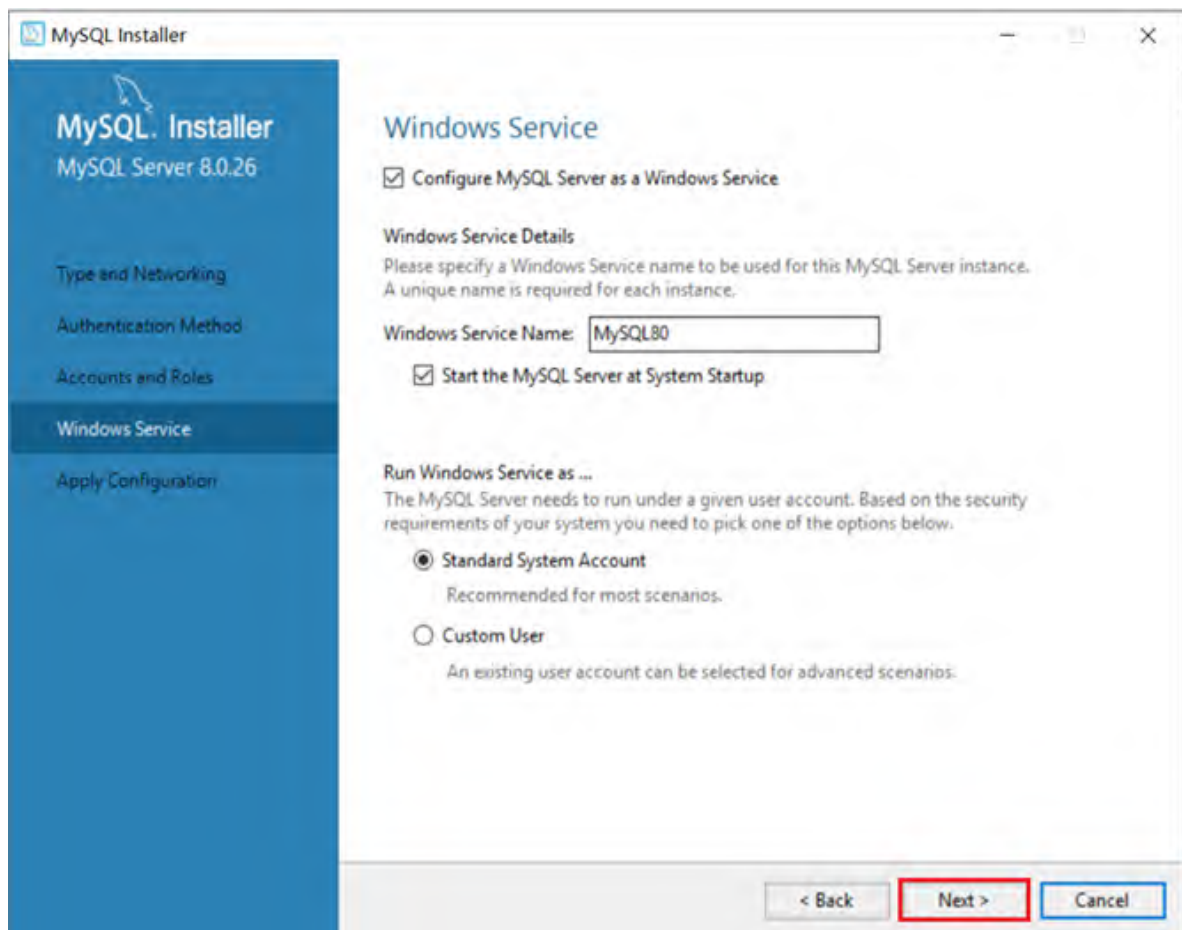 MySQL Installer
MySQL. Installer
MySQL Server 8.0.26
Type and Networking
Authentication Method
Accounts and Roles
Windows Service
Apply Configuration
Windows Service
Configure MySQL Server as a Windows Service
Windows Service Details
Please specify a Windows Service name to be used for this MySQL Server instance.
A unique name is required for each instance.
Windows Service Name: MySQL80
Start the MySQL Server at System Startup
Run Windows Service as ...
The MySQL Server needs to run under a given user account. Based on the security
requirements of your system you need to pick one of the options below.
Standard System Account
Recommended for most scenarios.
Custom User
An existing user account can be selected for advanced scenarios.
< Back Next > Cancel